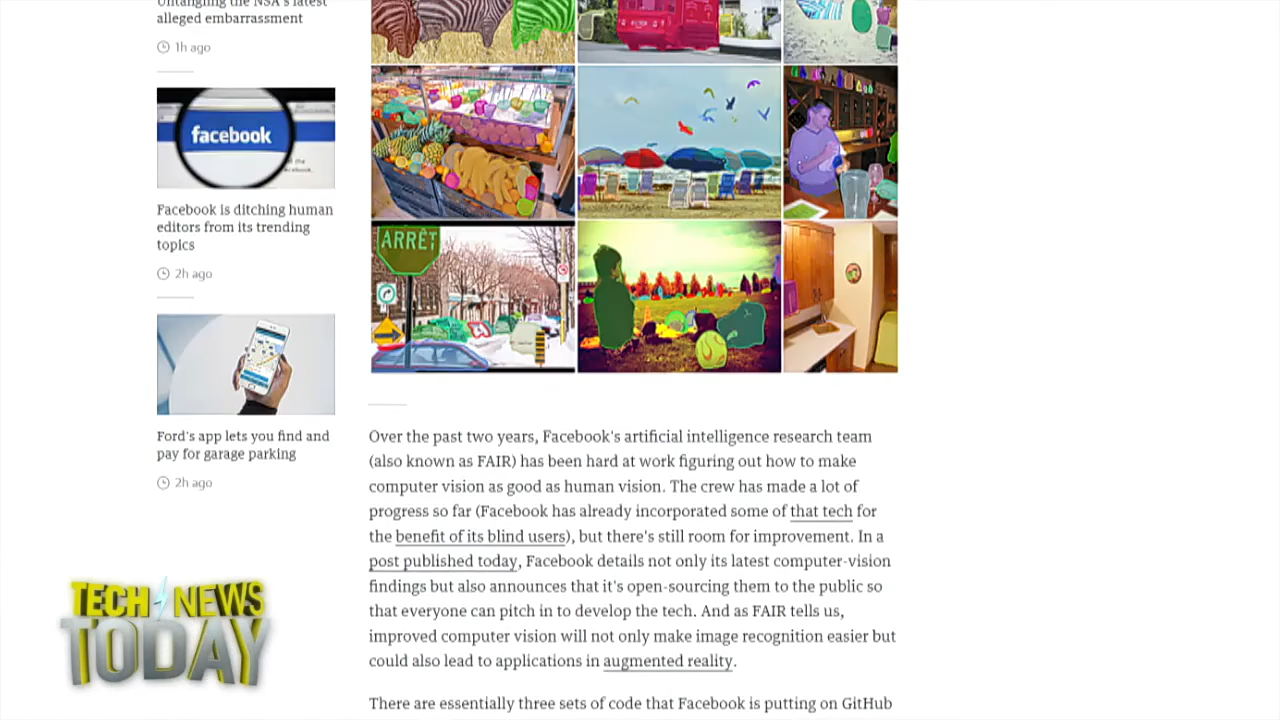 Untangling the NSA's latest
alleged embarrassment
1h ago
facebook
Facebook is ditching human
editors from its trending
topics
2h ago
Ford's app lets you find and
pay for garage parking
2h ago
ARRÊT
Over the past two years, Facebook's artificial intelligence research team
(also known as FAIR) has been hard at work figuring out how to make
computer vision as good as human vision. The crew has made a lot of
progress so far (Facebook has already incorporated some of that tech for
the benefit of its blind users), but there's still room for improvement. In a
post published today, Facebook details not only its latest computer-vision
findings but also announces that it's open-sourcing them to the public so
that everyone can pitch in to develop the tech. And as FAIR tells us,
improved computer vision will not only make image recognition easier but
could also lead to applications in augmented reality.
There are essentially three sets of code that Facebook is putting on GitHub
TECH NEWS
TODAY